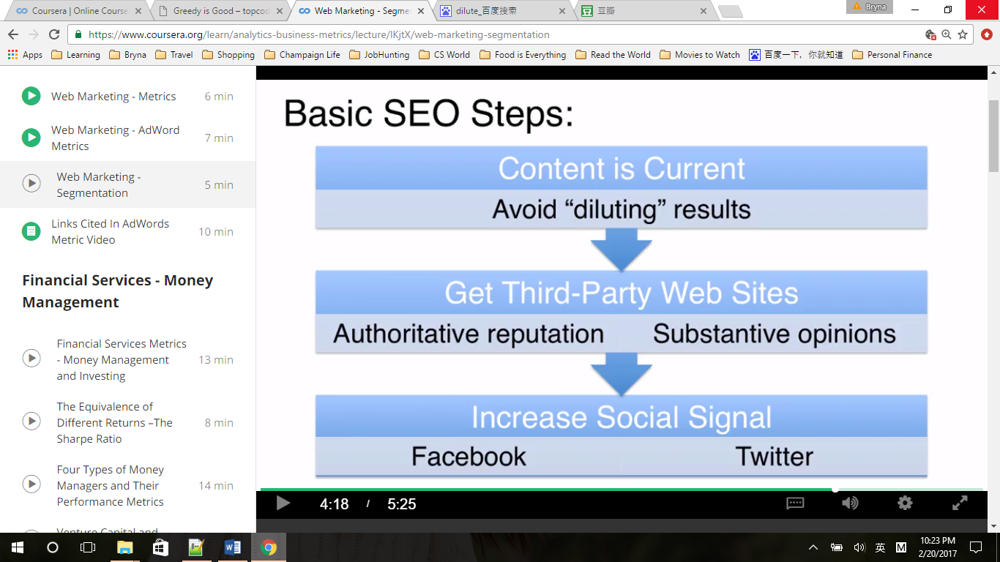 Coursera | Online Course
Greedy is Good – topcod
Web Marketing - Segme
dilute_百度搜索
豆瓣
Bryna
https://www.coursera.org/learn/analytics-business-metrics/lecture/lKjtX/web-marketing-segmentation
Apps Learning Bryna Travel Shopping Champaign Life JobHunting CS World Food is Everything Read the World Movies to Watch 百度一下，你就知道 Personal Finance
Web Marketing - Metrics 6 min
Web Marketing - AdWord
Metrics
7 min
Web Marketing -
Segmentation
5 min
Links Cited In AdWords
Metric Video
10 min
Financial Services - Money
Management
Financial Services Metrics
- Money Management
and Investing
13 min
The Equivalence of
Different Returns –The
Sharpe Ratio
8 min
Four Types of Money
Managers and Their
Performance Metrics
14 min
Venture Capital and
Basic SEO Steps:
Content is Current
Avoid “diluting” results
Get Third-Party Web Sites
Authoritative reputation Substantive opinions
Increase Social Signal
Facebook Twitter
4:18 / 5:25
英 M
10:23 PM
2/20/2017